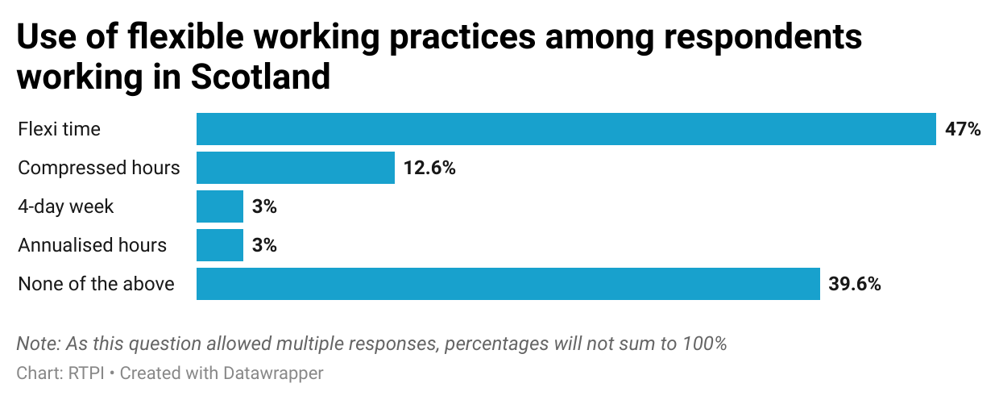 Use of flexible working practices among respondents
working in Scotland
Flexi time 47%
Compressed hours 12.6%
4-day week 3%
Annualised hours 3%
None of the above 39.6%
Note: As this question allowed multiple responses, percentages will not sum to 100%
Chart: RTPI • Created with Datawrapper